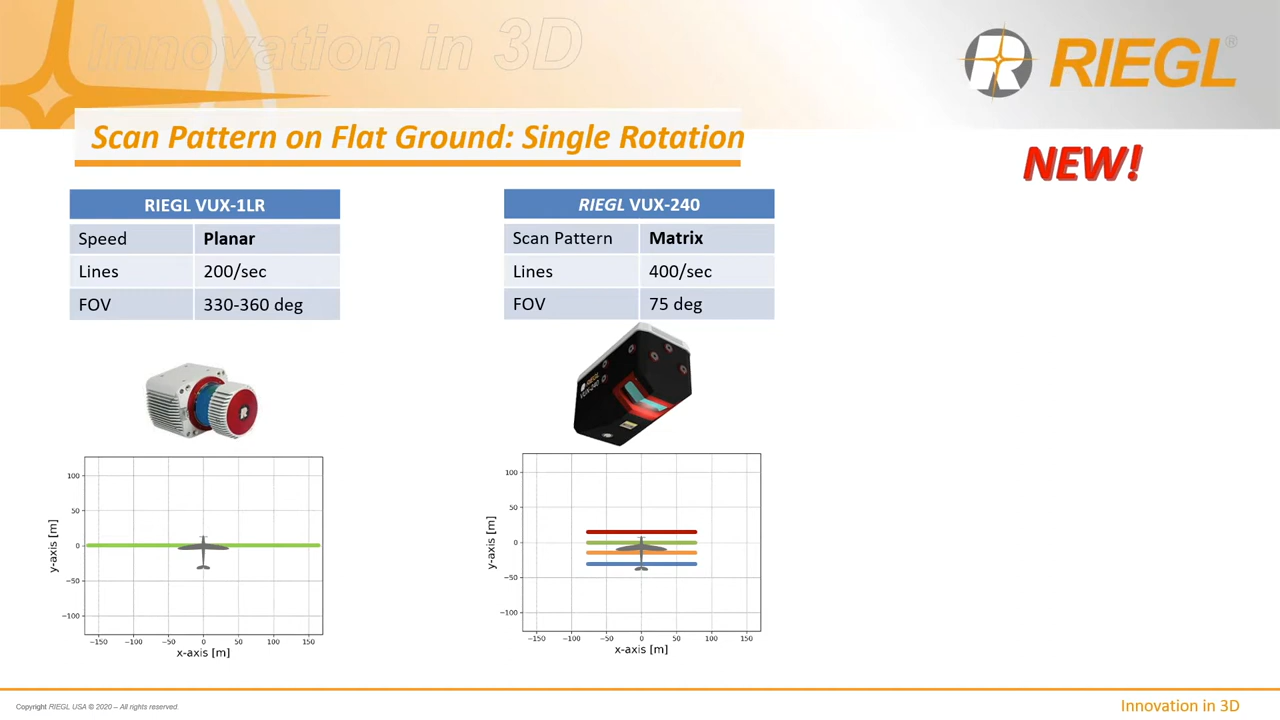 Innovation in 3D
RIEGL®
Scan Pattern on Flat Ground: Single Rotation
NEW!
RIEGL VUX-1LR
Speed Planar
Lines 200/sec
FOV 330-360 deg
RIEGL VUX-240
Scan Pattern Matrix
Lines 400/sec
FOV 75 deg
R
RIEGL
VUX-240
y-axis [m]
100
50
0
−50
−100
−150 −100 −50 0 50 100 150
x-axis [m]
y-axis [m]
100
50
0
−50
−100
−150 −100 −50 0 50 100 150
x-axis [m]
Copyright RIEGL USA © 2020 – All rights reserved.
Innovation in 3D